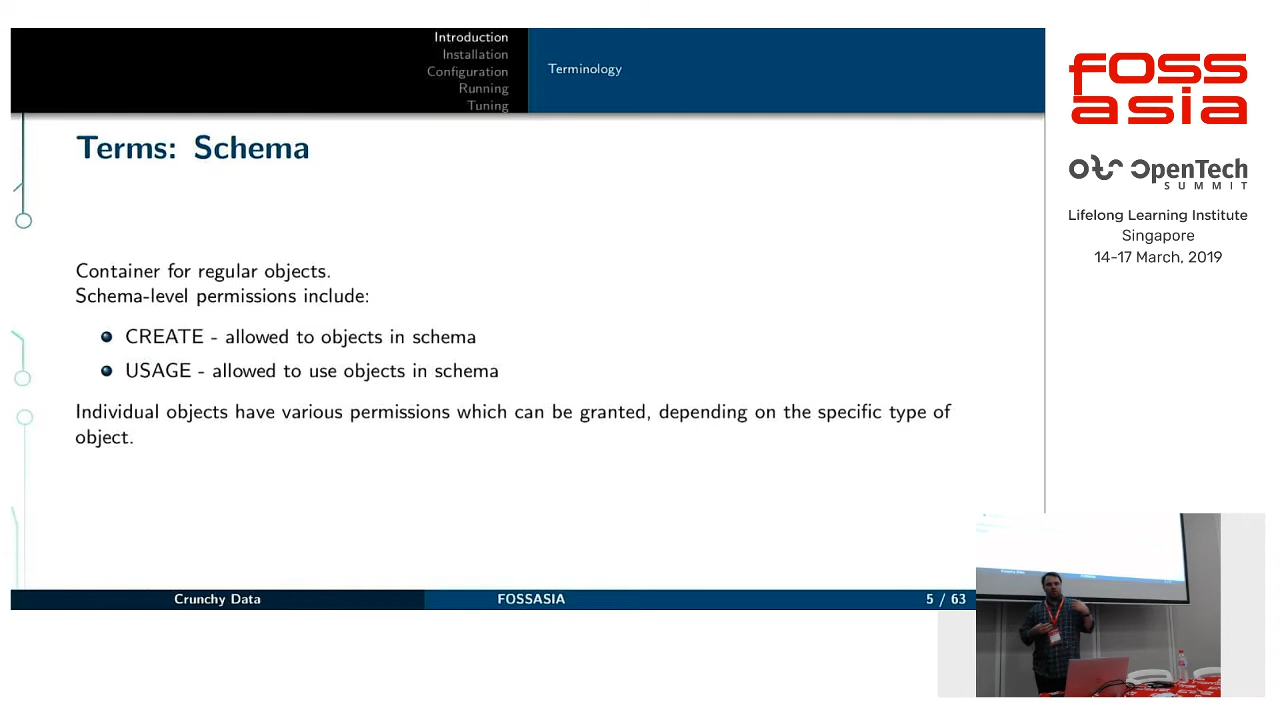 Introduction
Installation
Configuration
Running
Tuning
Terminology
Terms: Schema
Container for regular objects.
Schema-level permissions include:
CREATE - allowed to objects in schema
USAGE - allowed to use objects in schema
Individual objects have various permissions which can be granted, depending on the specific type of
object.
Crunchy Data
FOSSASIA
5 / 63
FOSS
asia
OpenTech
SUMMIT
Lifelong Learning Institute
Singapore
14-17 March, 2019